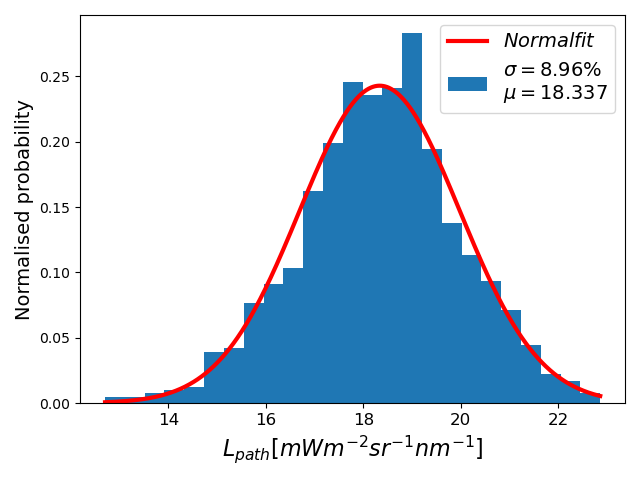 Normalfit
σ = 8.96%
μ = 18.337
Normalised probability
0.25
0.20
0.15
0.10
0.05
0.00
14 16 18 20 22
L_path[mWm⁻²sr⁻¹nm⁻¹]